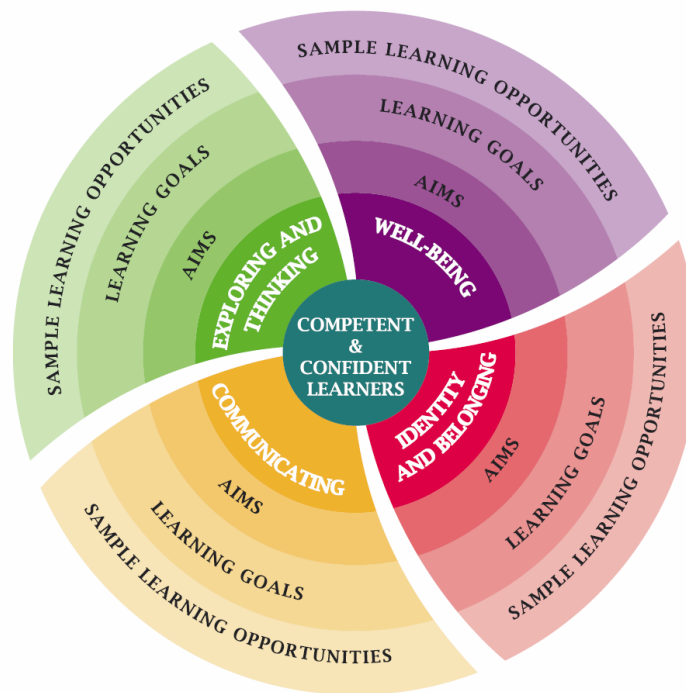 SAMPLE LEARNING OPPORTUNITIES
LEARNING GOALS
AIMS
WELL-BEING
SAMPLE LEARNING OPPORTUNITIES
LEARNING GOALS
AIMS
EXPLORING AND
THINKING
COMPETENT
&
CONFIDENT
LEARNERS
IDENTITY
AND BELONGING
AIMS
LEARNING GOALS
SAMPLE LEARNING OPPORTUNITIES
COMMUNICATING
AIMS
LEARNING GOALS
SAMPLE LEARNING OPPORTUNITIES